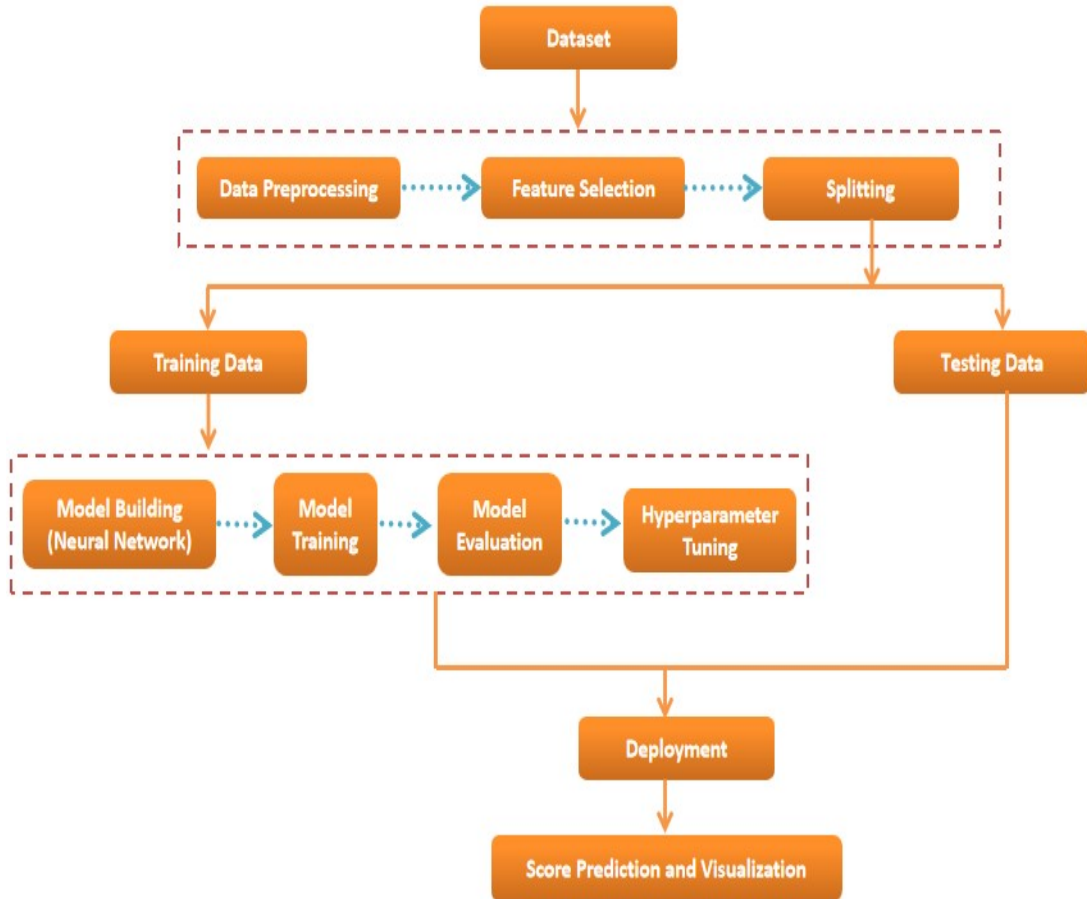 Dataset
Data Preprocessing
Feature Selection
Splitting
Training Data
Testing Data
Model Building
(Neural Network)
Model
Training
Model
Evaluation
Hyperparameter
Tuning
Deployment
Score Prediction and Visualization